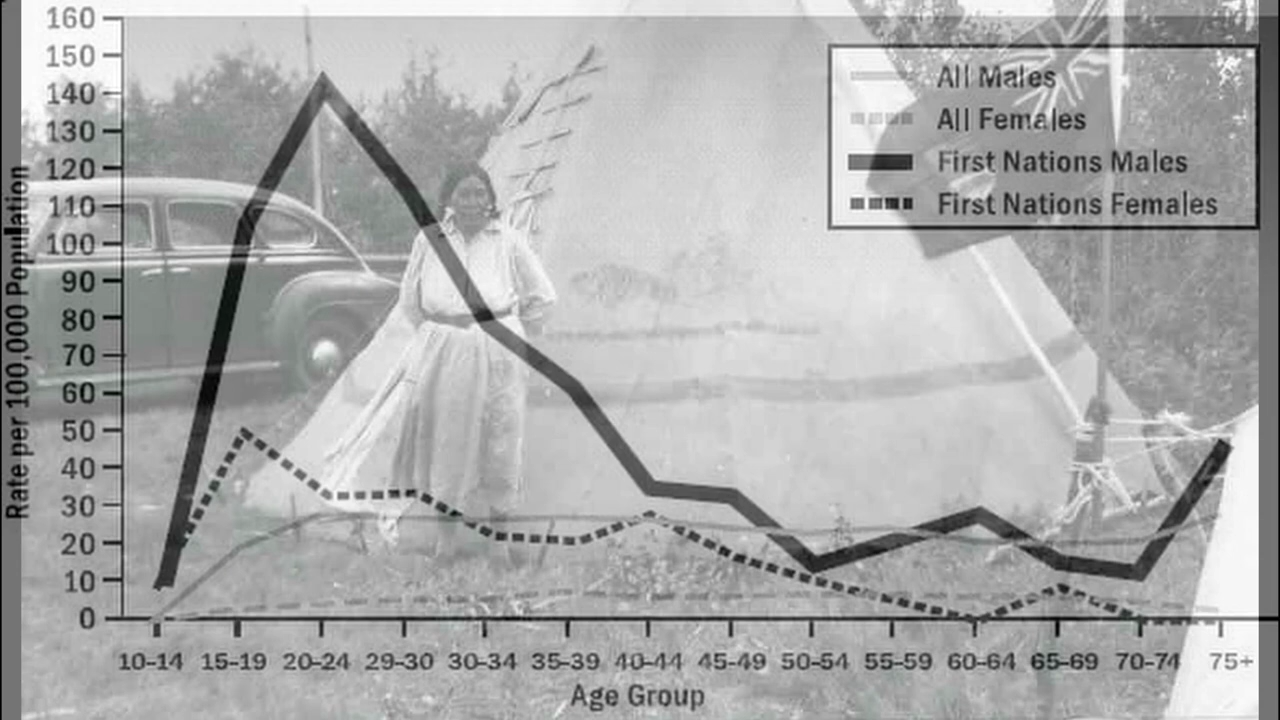 160
150
140
130
120
110
100
90
80
70
60
50
40
30
20
10
0
Rate per 100,000 Population
All Males
All Females
First Nations Males
First Nations Females
10-14 15-19 20-24 29-30 30-34 35-39 40-44 45-49 50-54 55-59 60-64 65-69 70-74 75+
Age Group